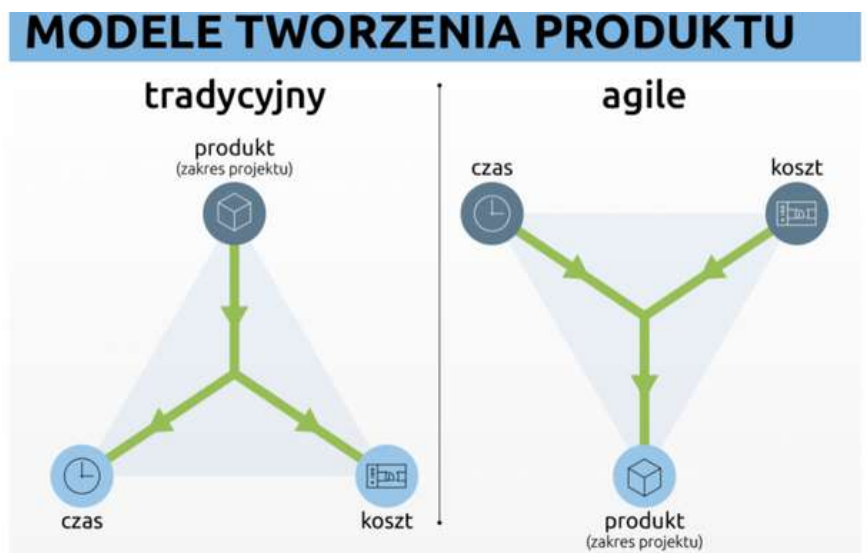 MODELE TWORZENIA PRODUKTU
tradycyjny
produkt
(zakres projektu)
czas
koszt
agile
czas
koszt
produkt
(zakres projektu)